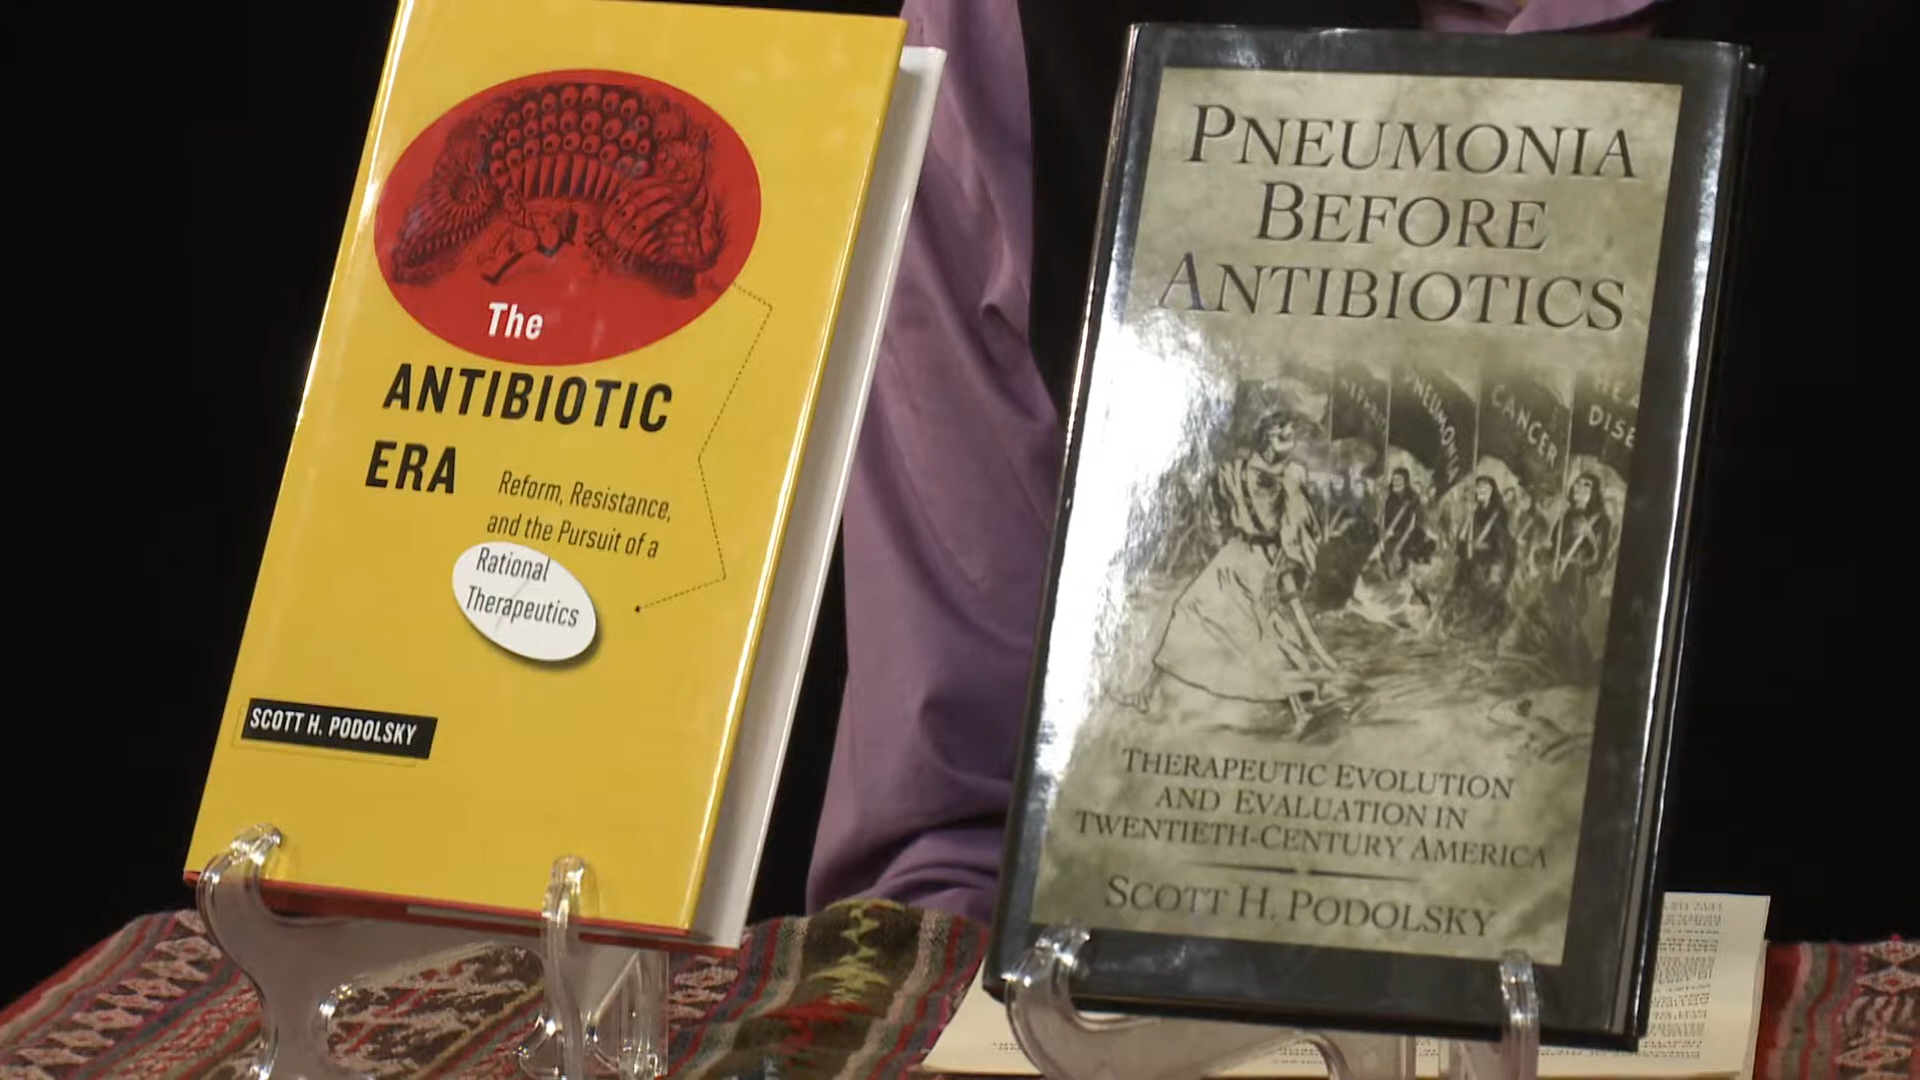 The
ANTIBIOTIC
ERA
Reform, Resistance,
and the Pursuit of a
Rational
Therapeutics
SCOTT H. PODOLSKY
PNEUMONIA
BEFORE
ANTIBIOTICS
PNEUMONIA
CANCER
DISE
THERAPEUTIC EVOLUTION
AND EVALUATION IN
TWENTIETH-CENTURY AMERICA
SCOTT H. PODOLSKY